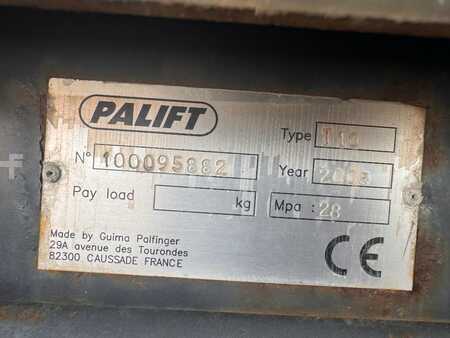 PALIFT
Type
N° 100095882
Year
Pay load kg
Mpa : 28
Made by Guima Palfinger
29A avenue des Tourondes
82300 CAUSSADE FRANCE
CE